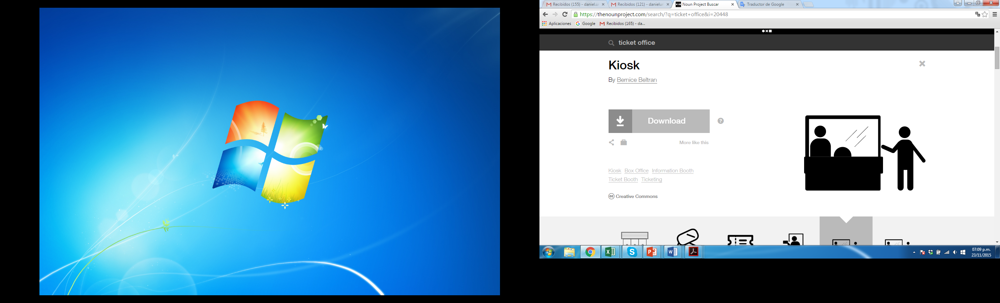 Recibidos (155) - daniel.u
Recibidos (121) - danielu
Noun Project Buscar
Traductor de Google
https://thenounproject.com/search/?q=ticket+office&i=20448
Aplicaciones
Google
Recibidos (165) - da...
ticket office
Kiosk
By Bernice Beltran
Download
?
More like this
Kiosk Box Office Information Booth
Ticket Booth Ticketing
cc Creative Commons
07:09 p.m.
23/11/2015